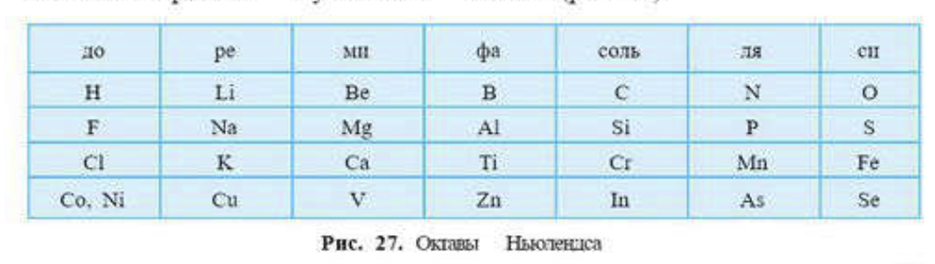 до ре ми фа соль ля си
H Li Be B C N O
F Na Mg Al Si P S
Cl K Ca Ti Cr Mn Fe
Co, Ni Cu V Zn In As Se
Рис. 27. Октавы Ньюлендса